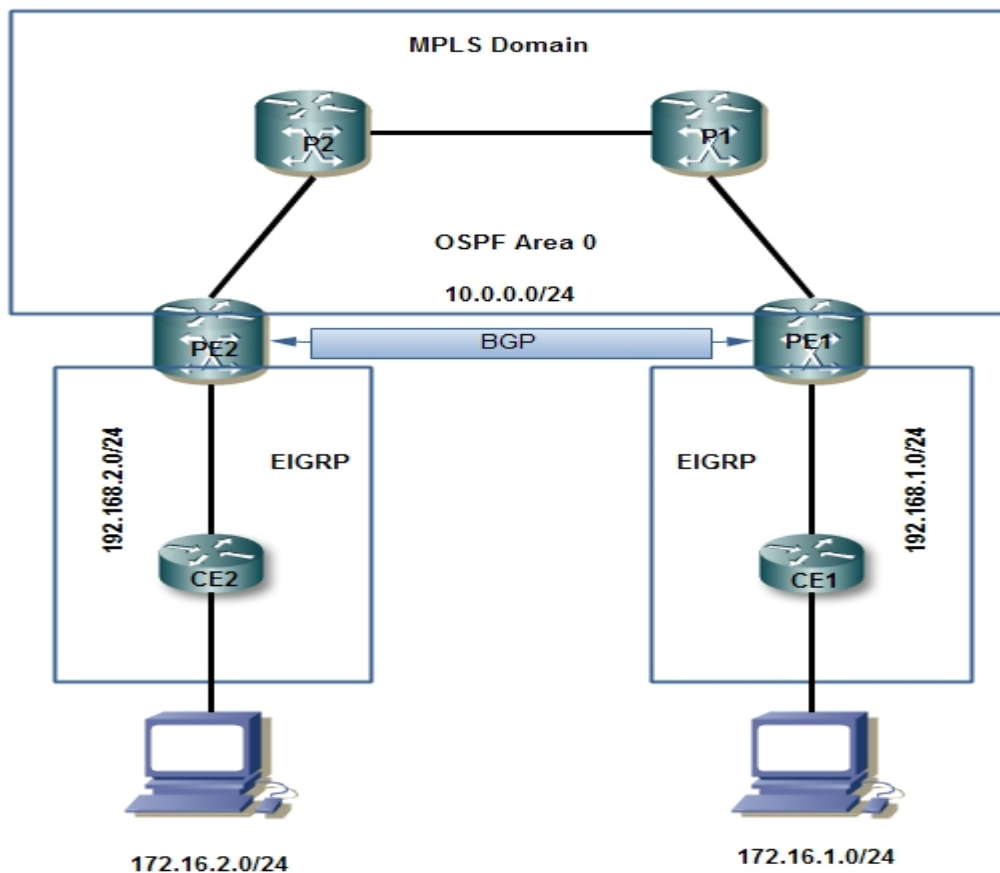 MPLS Domain
P2
P1
OSPF Area 0
10.0.0.0/24
PE2
BGP
PE1
192.168.2.0/24
EIGRP
EIGRP
192.168.1.0/24
CE2
CE1
172.16.2.0/24
172.16.1.0/24